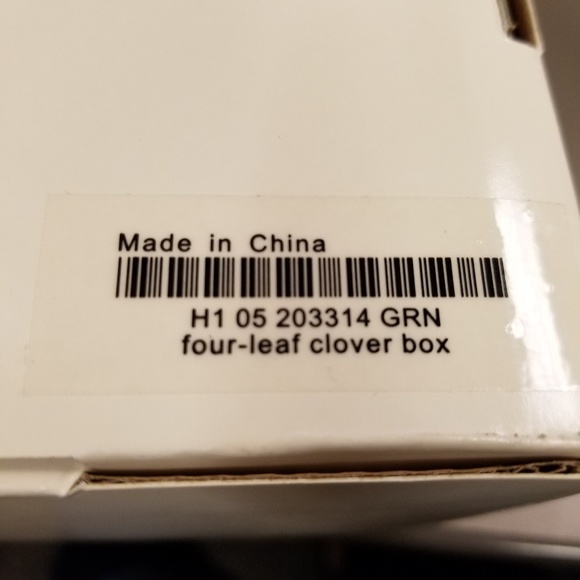 Made in China
H1 05 203314 GRN
four-leaf clover box